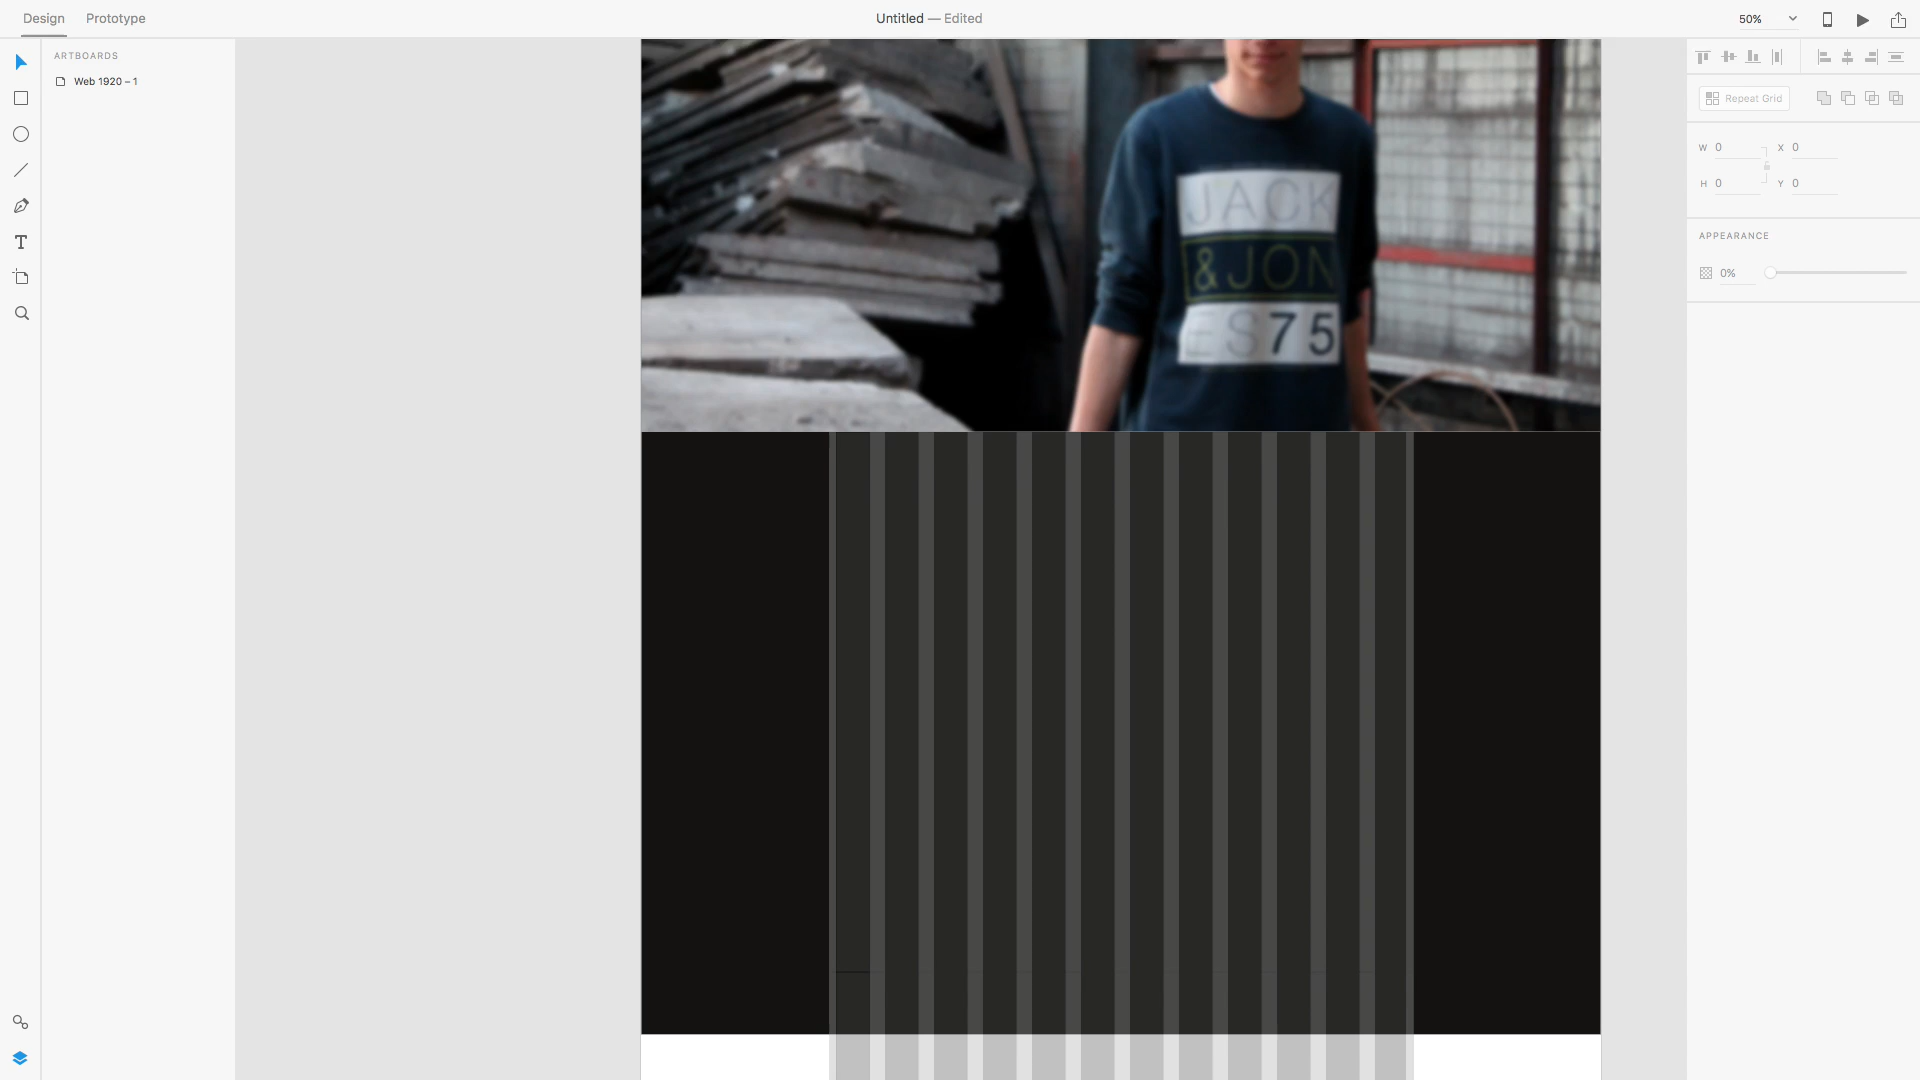 Design
Prototype
Untitled — Edited
50%
ARTBOARDS
Web 1920 – 1
JACK
&JON
ES75
Repeat Grid
W 0
X 0
H 0
Y 0
APPEARANCE
0%